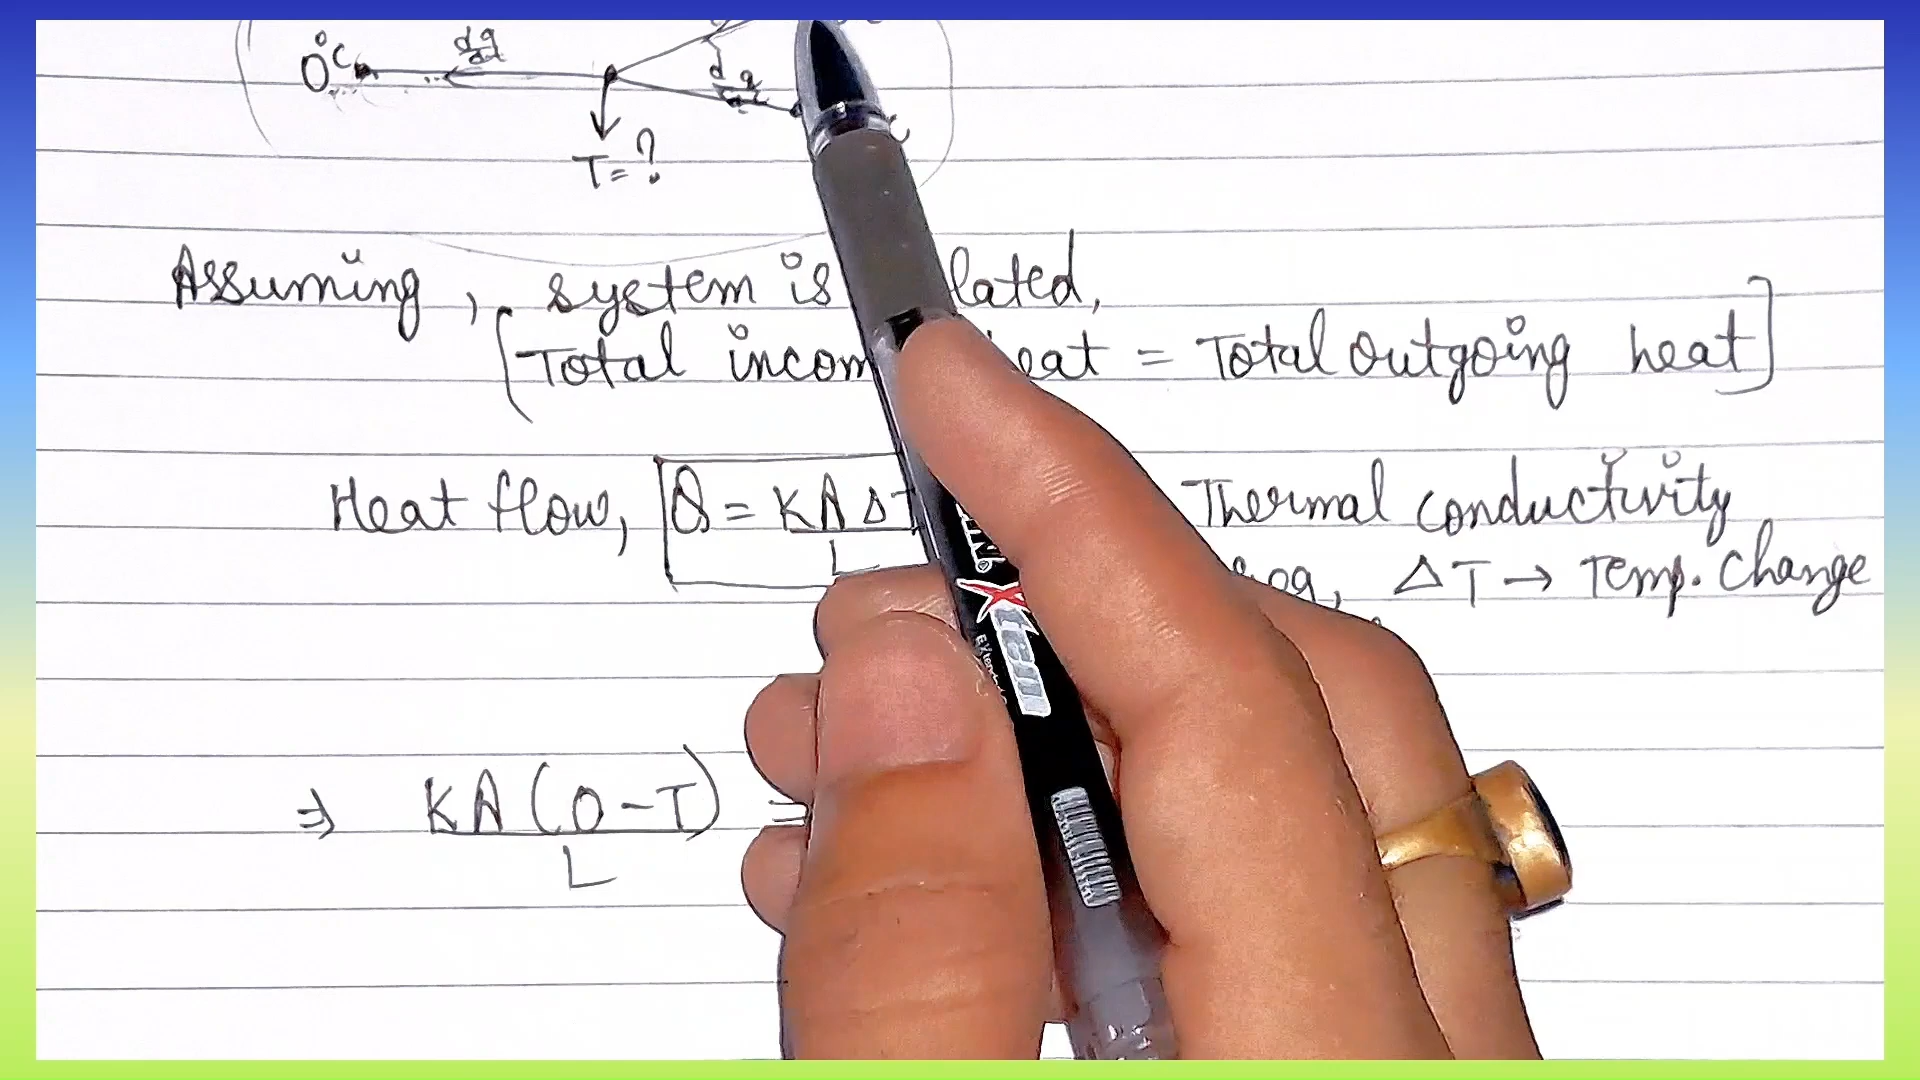 0°C dq/dt dq
T = ?
Assuming, system is lated,
[Total incom eat = Total outgoing heat]
Heat flow, Q = KAΔT / L Thermal conductivity
ΔT → Temp. Change
⇒ KA(0-T) / L =
Xten